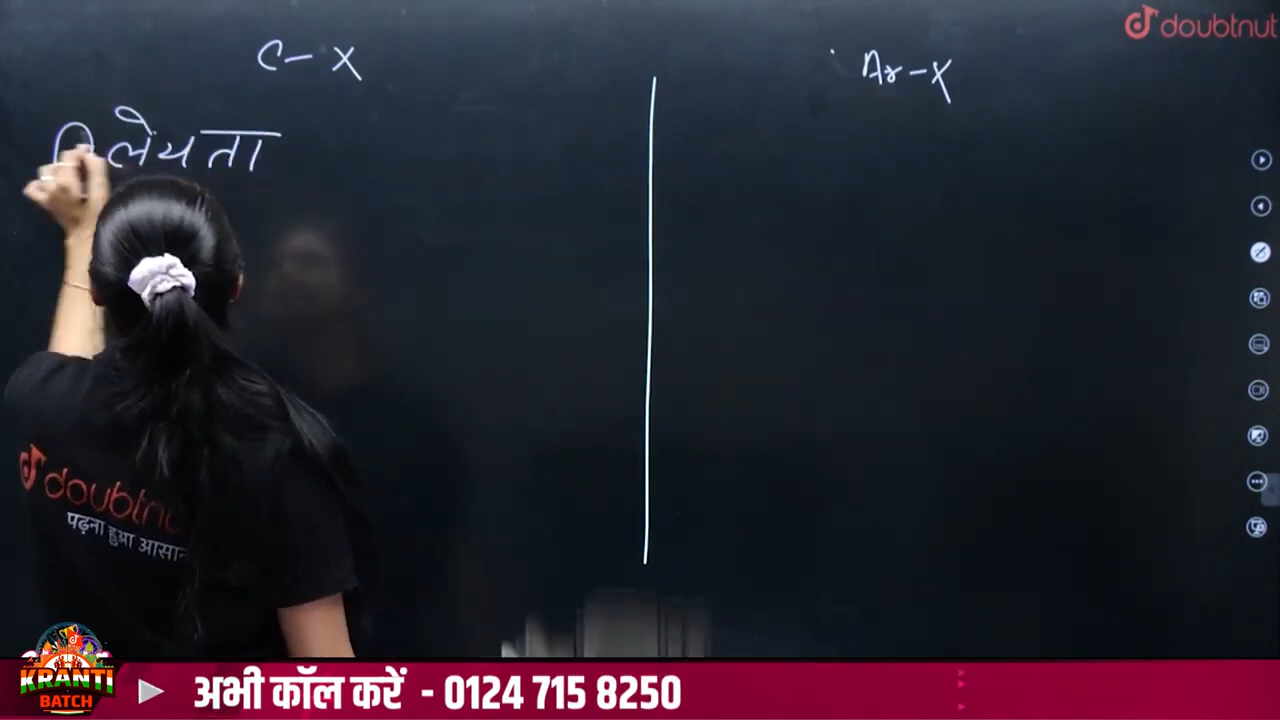 doubtnut
C - X
Ar - X
विलेयता
doubtnut
पढ़ना हुआ आसान
KRANTI
BATCH
अभी कॉल करें - 0124 715 8250